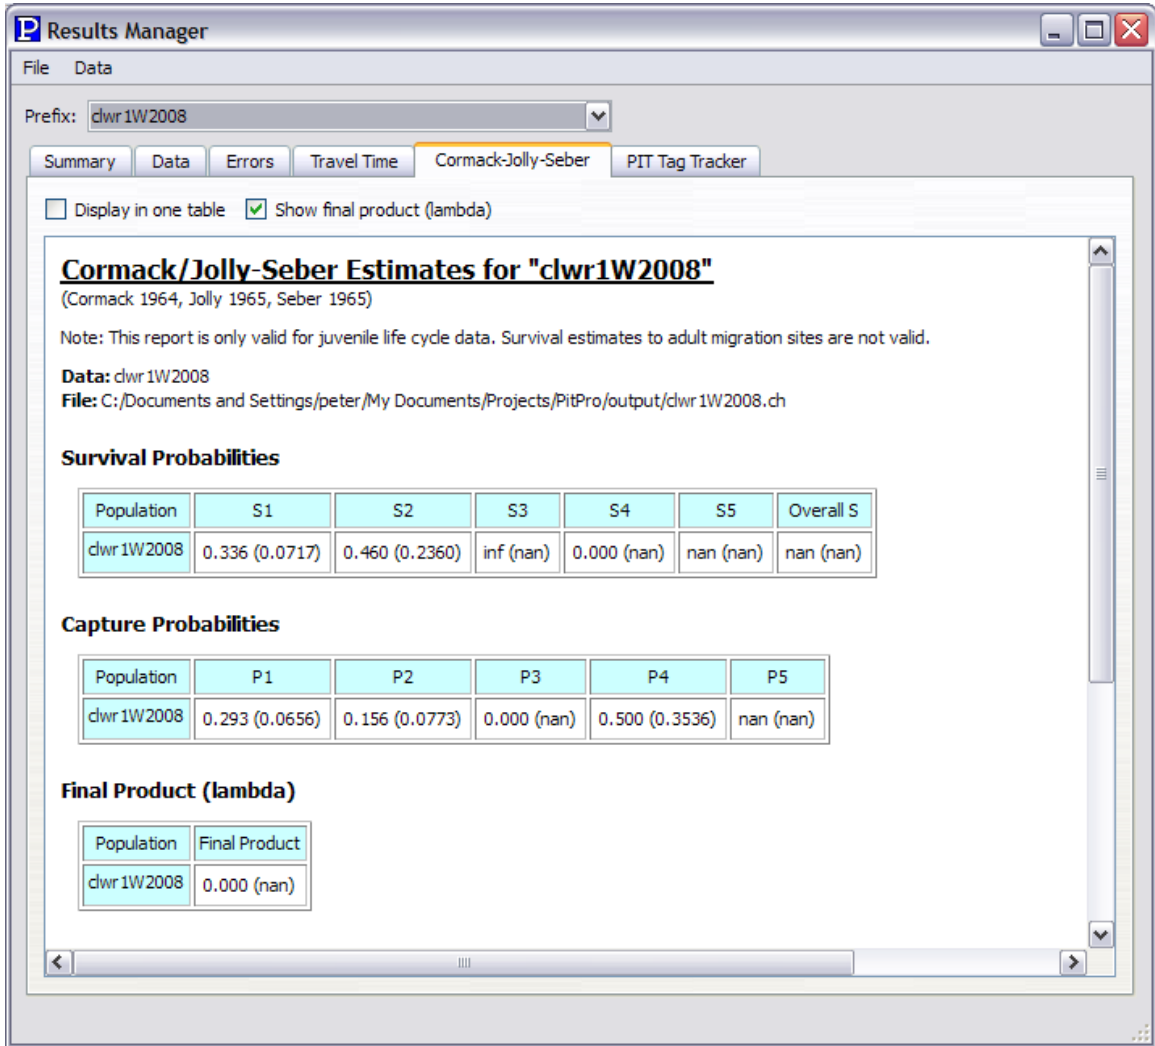 P Results Manager
File Data
Prefix: clwr1W2008
Summary Data Errors Travel Time Cormack-Jolly-Seber PIT Tag Tracker
Display in one table Show final product (lambda)
Cormack/Jolly-Seber Estimates for "clwr1W2008"
(Cormack 1964, Jolly 1965, Seber 1965)
Note: This report is only valid for juvenile life cycle data. Survival estimates to adult migration sites are not valid.
Data: clwr1W2008
File: C:/Documents and Settings/peter/My Documents/Projects/PitPro/output/clwr1W2008.ch
Survival Probabilities
Population S1 S2 S3 S4 S5 Overall S
clwr1W2008 0.336 (0.0717) 0.460 (0.2360) inf (nan) 0.000 (nan) nan (nan) nan (nan)
Capture Probabilities
Population P1 P2 P3 P4 P5
clwr1W2008 0.293 (0.0656) 0.156 (0.0773) 0.000 (nan) 0.500 (0.3536) nan (nan)
Final Product (lambda)
Population Final Product
clwr1W2008 0.000 (nan)